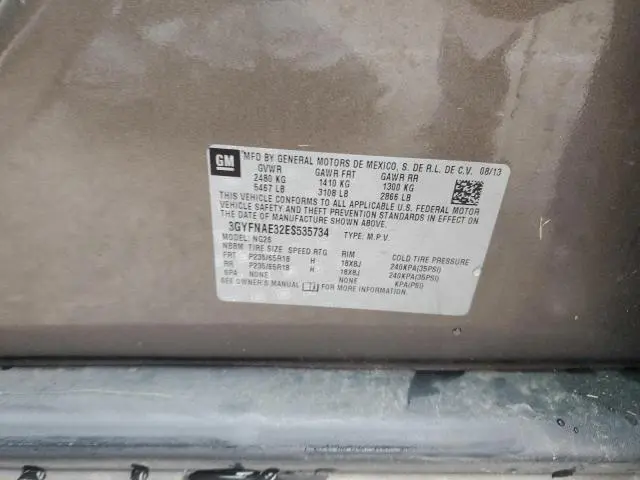 GM
MFD BY GENERAL MOTORS DE MEXICO, S. DE R.L. DE C.V. 08/13
GVWR GAWR FRT GAWR RR
2480 KG 1410 KG 1300 KG
5467 LB 3108 LB 2866 LB
THIS VEHICLE CONFORMS TO ALL APPLICABLE U.S. FEDERAL MOTOR
VEHICLE SAFETY AND THEFT PREVENTION STANDARDS IN EFFECT ON
THE DATE OF MANUFACTURE SHOWN ABOVE.
3GYFNAE32ES535734 TYPE: M.P.V.
MODEL: NG26
NBBM TIRE SIZE SPEED RTG RIM COLD TIRE PRESSURE
FRT P235/65R18 H 18X8J 240KPA(35PSI)
RR P235/65R18 H 18X8J 240KPA(35PSI)
SPA NONE NONE KPA(PSI)
SEE OWNER'S MANUAL FOR MORE INFORMATION.